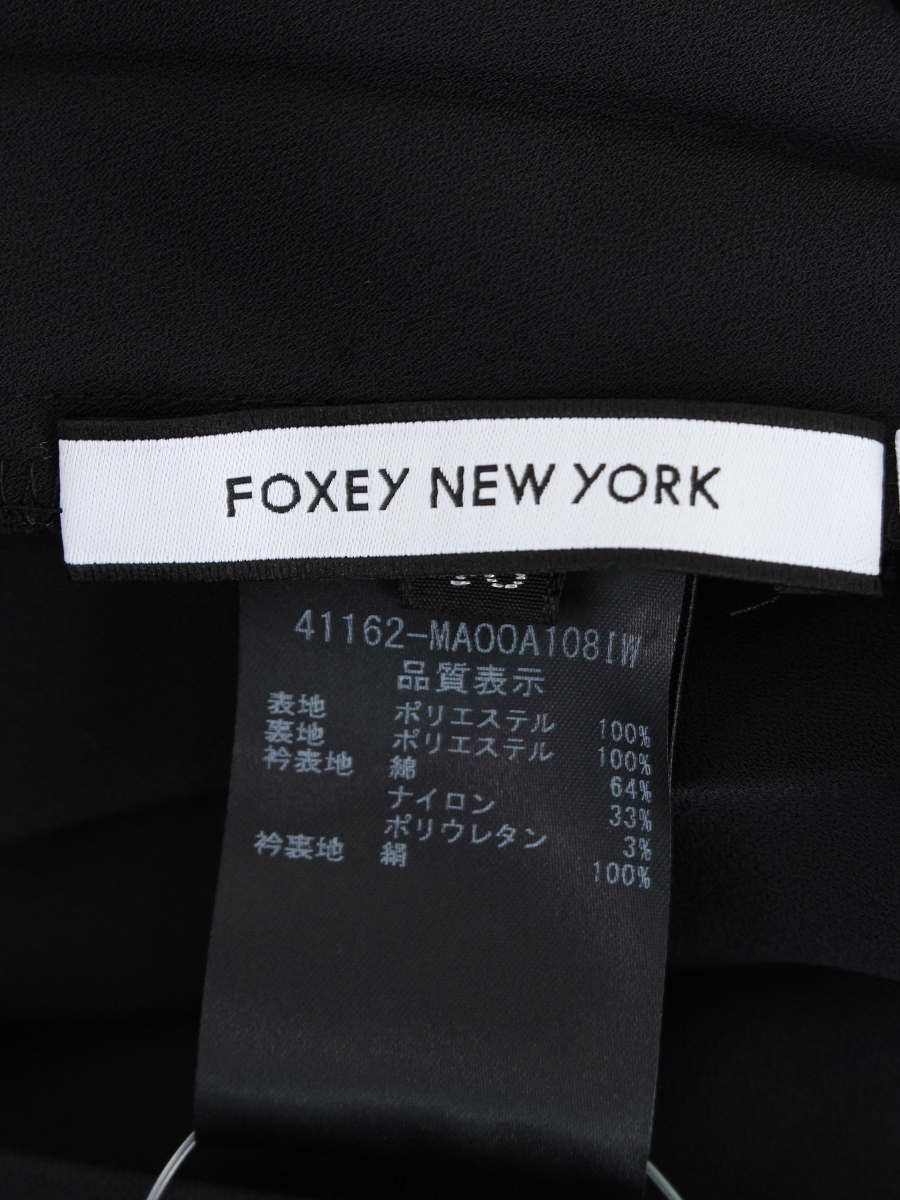 FOXEY NEW YORK
41162-MA00A108IW
品質表示
表地 ポリエステル 100%
裏地 ポリエステル 100%
衿表地 綿 64%
ナイロン 33%
ポリウレタン 3%
衿裏地 絹 100%